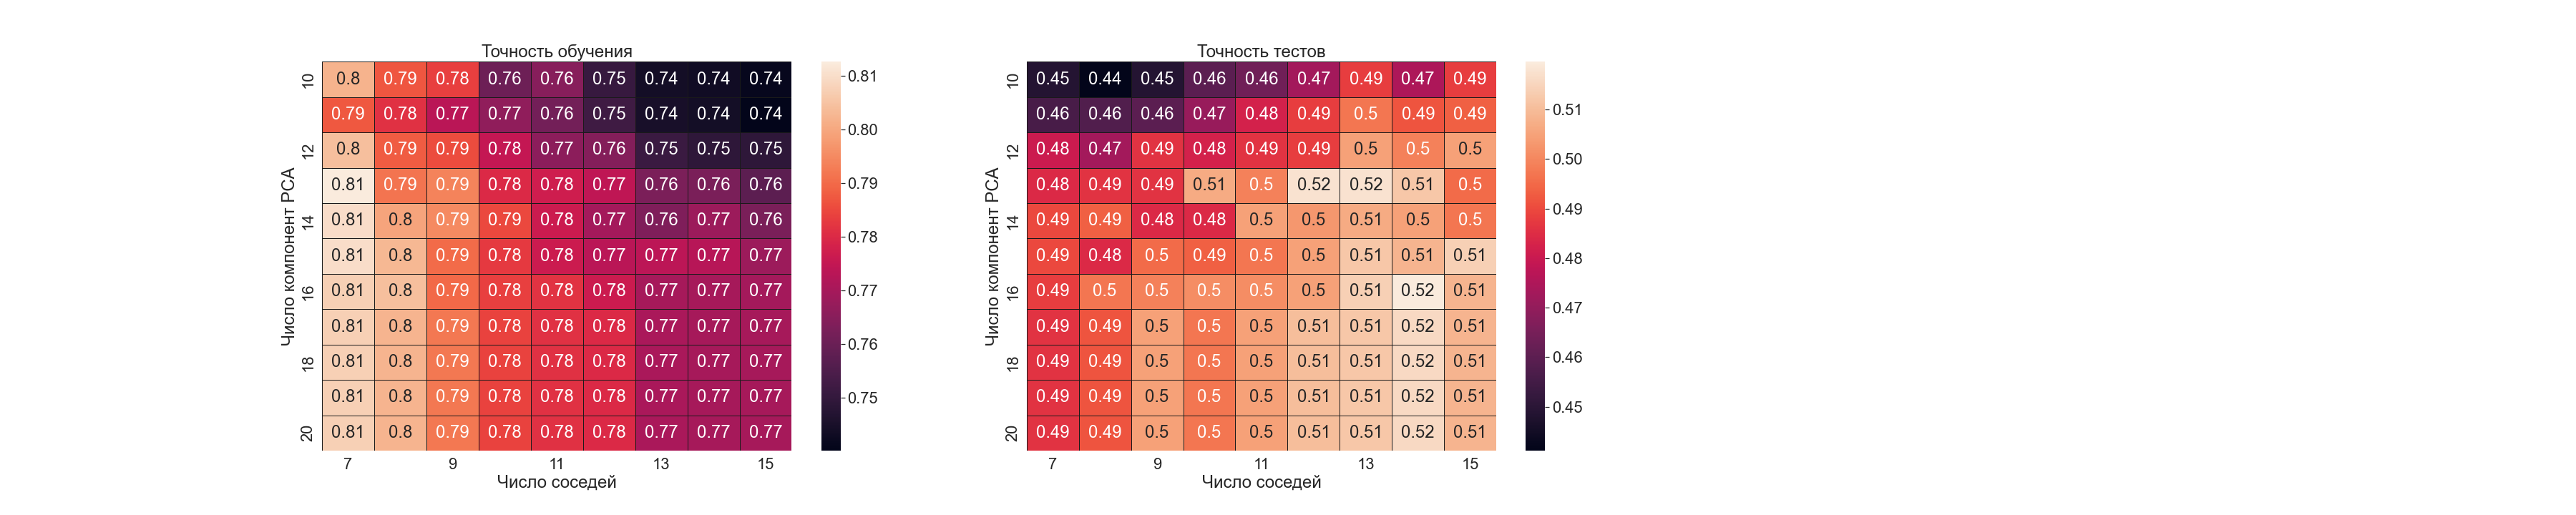 Точность обучения
Число компонент PCA
10
0.8 0.79 0.78 0.76 0.76 0.75 0.74 0.74 0.74
0.79 0.78 0.77 0.77 0.76 0.75 0.74 0.74 0.74
12
0.8 0.79 0.79 0.78 0.77 0.76 0.75 0.75 0.75
0.81 0.79 0.79 0.78 0.78 0.77 0.76 0.76 0.76
14
0.81 0.8 0.79 0.79 0.78 0.77 0.76 0.77 0.76
0.81 0.8 0.79 0.78 0.78 0.77 0.77 0.77 0.77
16
0.81 0.8 0.79 0.78 0.78 0.78 0.77 0.77 0.77
0.81 0.8 0.79 0.78 0.78 0.78 0.77 0.77 0.77
18
0.81 0.8 0.79 0.78 0.78 0.78 0.77 0.77 0.77
0.81 0.8 0.79 0.78 0.78 0.78 0.77 0.77 0.77
20
0.81 0.8 0.79 0.78 0.78 0.78 0.77 0.77 0.77
7 9 11 13 15
Число соседей
0.81
0.80
0.79
0.78
0.77
0.76
0.75
Точность тестов
Число компонент PCA
10
0.45 0.44 0.45 0.46 0.46 0.47 0.49 0.47 0.49
0.46 0.46 0.46 0.47 0.48 0.49 0.5 0.49 0.49
12
0.48 0.47 0.49 0.48 0.49 0.49 0.5 0.5 0.5
0.48 0.49 0.49 0.51 0.5 0.52 0.52 0.51 0.5
14
0.49 0.49 0.48 0.48 0.5 0.5 0.51 0.5 0.5
0.49 0.48 0.5 0.49 0.5 0.5 0.51 0.51 0.51
16
0.49 0.5 0.5 0.5 0.5 0.5 0.51 0.52 0.51
0.49 0.49 0.5 0.5 0.5 0.51 0.51 0.52 0.51
18
0.49 0.49 0.5 0.5 0.5 0.51 0.51 0.52 0.51
0.49 0.49 0.5 0.5 0.5 0.51 0.51 0.52 0.51
20
0.49 0.49 0.5 0.5 0.5 0.51 0.51 0.52 0.51
7 9 11 13 15
Число соседей
0.51
0.50
0.49
0.48
0.47
0.46
0.45